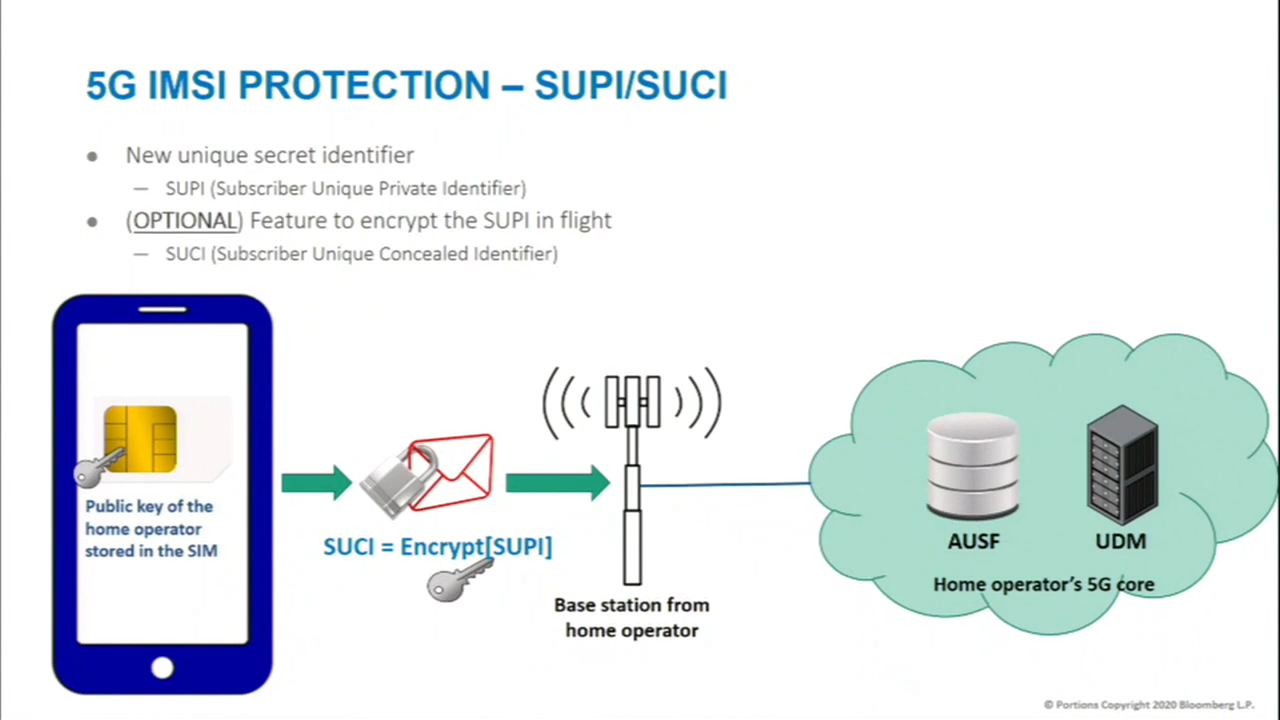 5G IMSI PROTECTION – SUPI/SUCI
● New unique secret identifier
— SUPI (Subscriber Unique Private Identifier)
● (OPTIONAL) Feature to encrypt the SUPI in flight
— SUCI (Subscriber Unique Concealed Identifier)
Public key of the
home operator
stored in the SIM
SUCI = Encrypt[SUPI]
Base station from
home operator
AUSF
UDM
Home operator's 5G core
© Portions Copyright 2020 Bloomberg L.P.